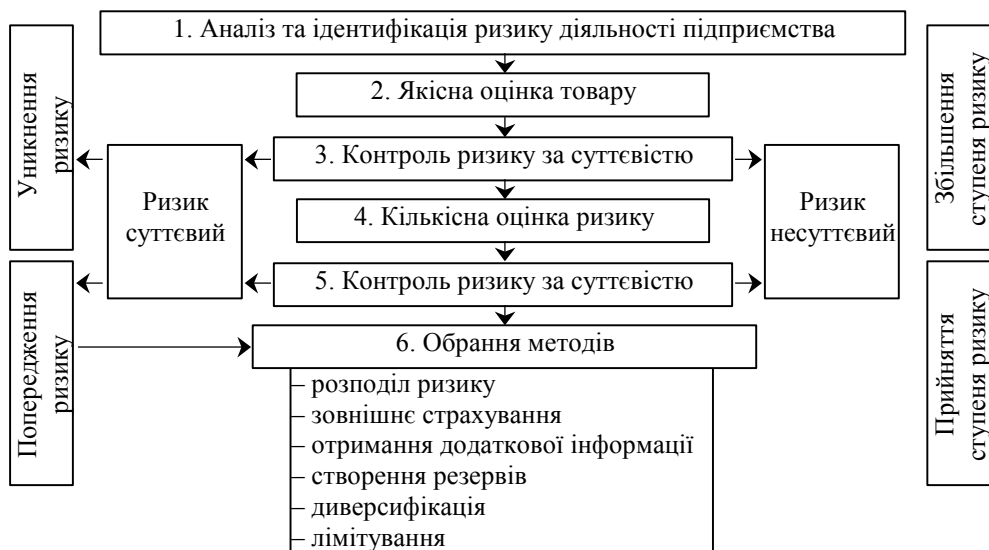 1. Аналіз та ідентифікація ризику діяльності підприємства
2. Якісна оцінка товару
3. Контроль ризику за суттєвістю
4. Кількісна оцінка ризику
5. Контроль ризику за суттєвістю
6. Обрання методів
– розподіл ризику
– зовнішнє страхування
– отримання додаткової інформації
– створення резервів
– диверсифікація
– лімітування
Уникнення
ризику
Попередження
ризику
Ризик
суттєвий
Ризик
несуттєвий
Збільшення
ступеня ризику
Прийняття
ступеня ризику